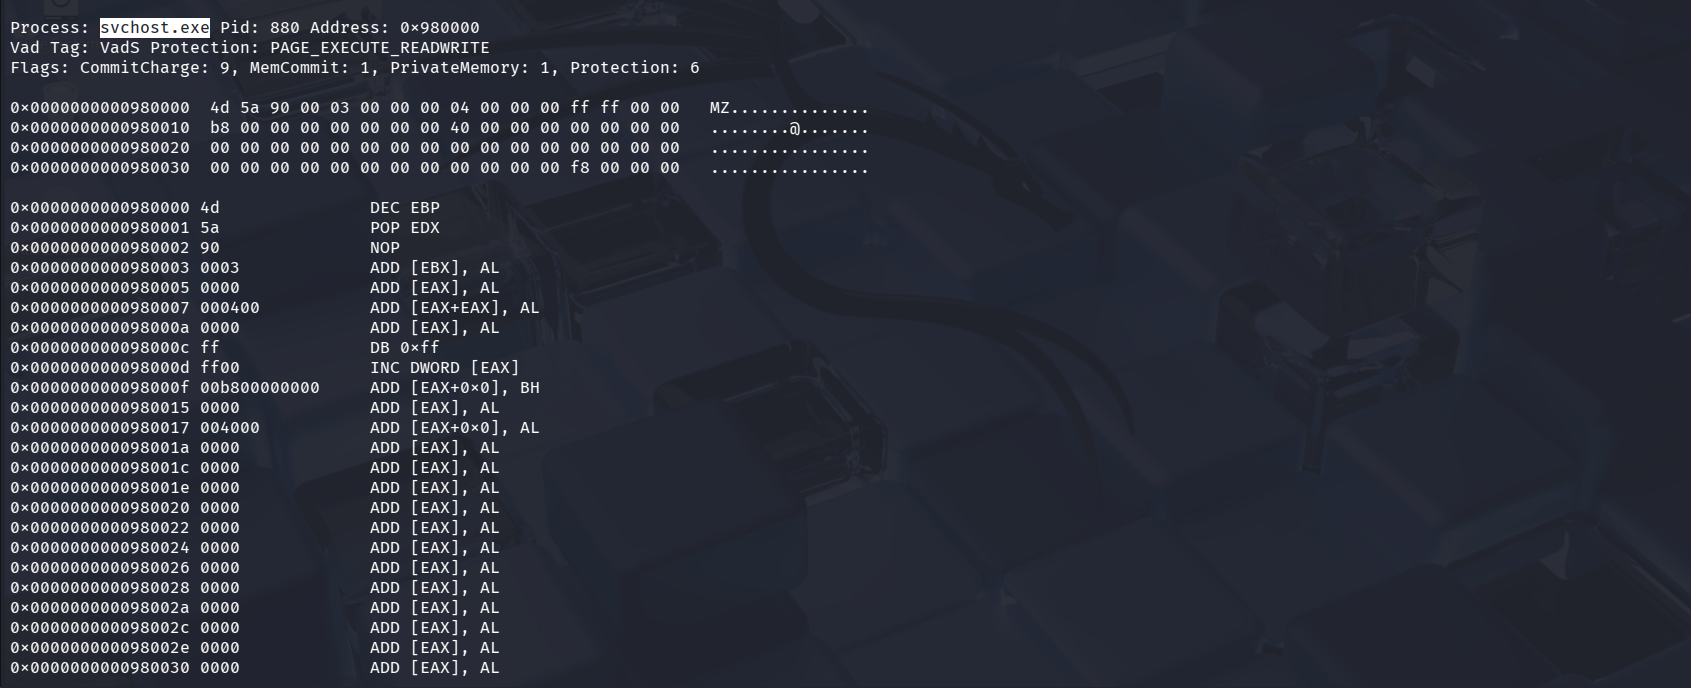 Process: svchost.exe Pid: 880 Address: 0x980000
Vad Tag: VadS Protection: PAGE_EXECUTE_READWRITE
Flags: CommitCharge: 9, MemCommit: 1, PrivateMemory: 1, Protection: 6
0x0000000000980000 4d 5a 90 00 03 00 00 00 04 00 00 00 ff ff 00 00 MZ..............
0x0000000000980010 b8 00 00 00 00 00 00 00 40 00 00 00 00 00 00 00 ........@.......
0x0000000000980020 00 00 00 00 00 00 00 00 00 00 00 00 00 00 00 00 ................
0x0000000000980030 00 00 00 00 00 00 00 00 00 00 00 00 f8 00 00 00 ................
0x0000000000980000 4d DEC EBP
0x0000000000980001 5a POP EDX
0x0000000000980002 90 NOP
0x0000000000980003 0003 ADD [EBX], AL
0x0000000000980005 0000 ADD [EAX], AL
0x0000000000980007 000400 ADD [EAX+EAX], AL
0x000000000098000a 0000 ADD [EAX], AL
0x000000000098000c ff DB 0xff
0x000000000098000d ff00 INC DWORD [EAX]
0x000000000098000f 00b800000000 ADD [EAX+0x0], BH
0x0000000000980015 0000 ADD [EAX], AL
0x0000000000980017 004000 ADD [EAX+0x0], AL
0x000000000098001a 0000 ADD [EAX], AL
0x000000000098001c 0000 ADD [EAX], AL
0x000000000098001e 0000 ADD [EAX], AL
0x0000000000980020 0000 ADD [EAX], AL
0x0000000000980022 0000 ADD [EAX], AL
0x0000000000980024 0000 ADD [EAX], AL
0x0000000000980026 0000 ADD [EAX], AL
0x0000000000980028 0000 ADD [EAX], AL
0x000000000098002a 0000 ADD [EAX], AL
0x000000000098002c 0000 ADD [EAX], AL
0x000000000098002e 0000 ADD [EAX], AL
0x0000000000980030 0000 ADD [EAX], AL